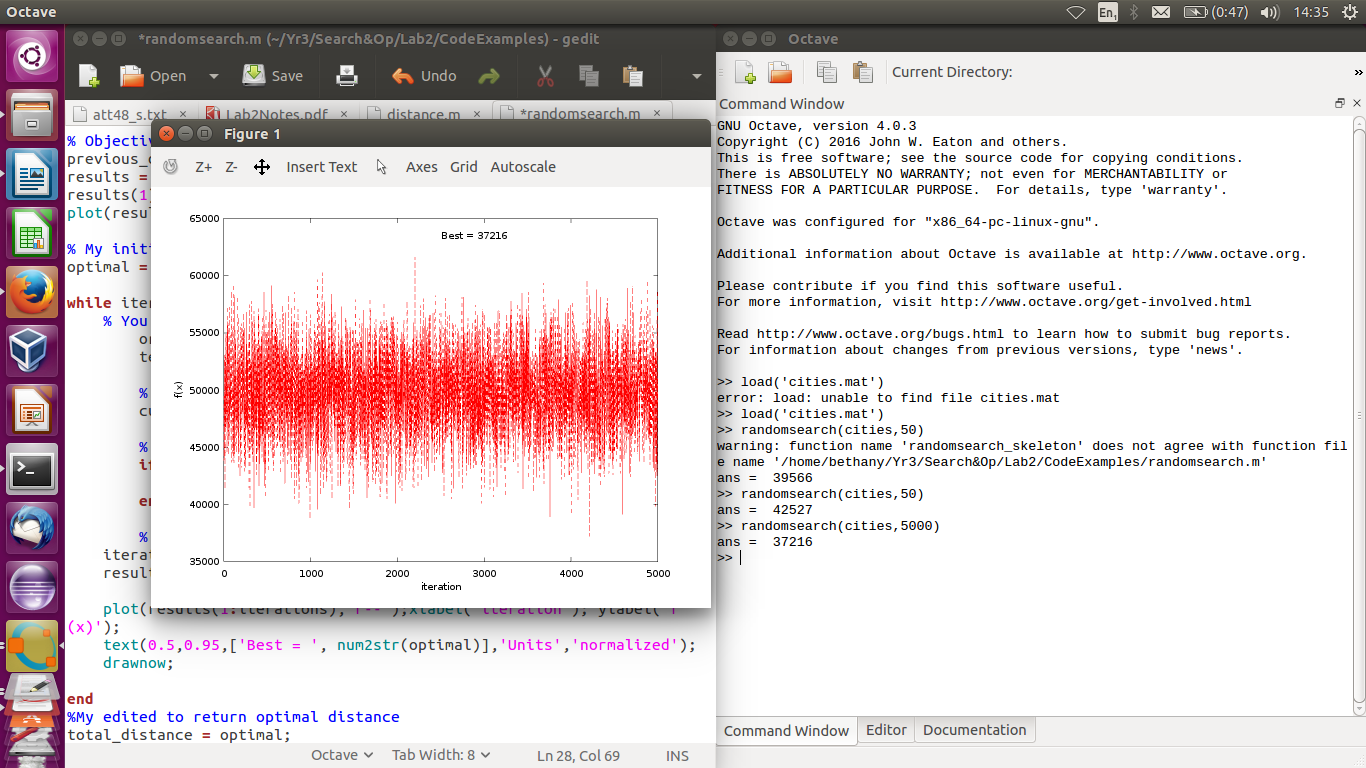 Octave
En1
(0:47)
14:35
*randomsearch.m (~/Yr3/Search&Op/Lab2/CodeExamples) - gedit
Open
Save
Undo
att48_s.txt ×
Lab2Notes.pdf ×
distance.m ×
*randomsearch.m ×
% Objectiv
previous_
results =
results(1
plot(resul
% My init
optimal =
while iter
% You
or
te
%
cu
%
if
en
%
iterat
result
plot(results(1:iterations),'r--');xlabel('iteration'); ylabel('f
(x)');
text(0.5,0.95,['Best = ', num2str(optimal)],'Units','normalized');
drawnow;
end
%My edited to return optimal distance
total_distance = optimal;
Octave
Tab Width: 8
Ln 28, Col 69
INS
Figure 1
Z+
Z-
Insert Text
Axes
Grid
Autoscale
65000
Best = 37216
60000
55000
50000
45000
40000
35000
f(x)
0 1000 2000 3000 4000 5000
iteration
Octave
Current Directory:
»
Command Window
GNU Octave, version 4.0.3
Copyright (C) 2016 John W. Eaton and others.
This is free software; see the source code for copying conditions.
There is ABSOLUTELY NO WARRANTY; not even for MERCHANTABILITY or
FITNESS FOR A PARTICULAR PURPOSE.  For details, type 'warranty'.
Octave was configured for "x86_64-pc-linux-gnu".
Additional information about Octave is available at http://www.octave.org.
Please contribute if you find this software useful.
For more information, visit http://www.octave.org/get-involved.html
Read http://www.octave.org/bugs.html to learn how to submit bug reports.
For information about changes from previous versions, type 'news'.
>> load('cities.mat')
error: load: unable to find file cities.mat
>> load('cities.mat')
>> randomsearch(cities,50)
warning: function name 'randomsearch_skeleton' does not agree with function fil
e name '/home/bethany/Yr3/Search&Op/Lab2/CodeExamples/randomsearch.m'
ans =  39566
>> randomsearch(cities,50)
ans =  42527
>> randomsearch(cities,5000)
ans =  37216
>>
Command Window
Editor
Documentation